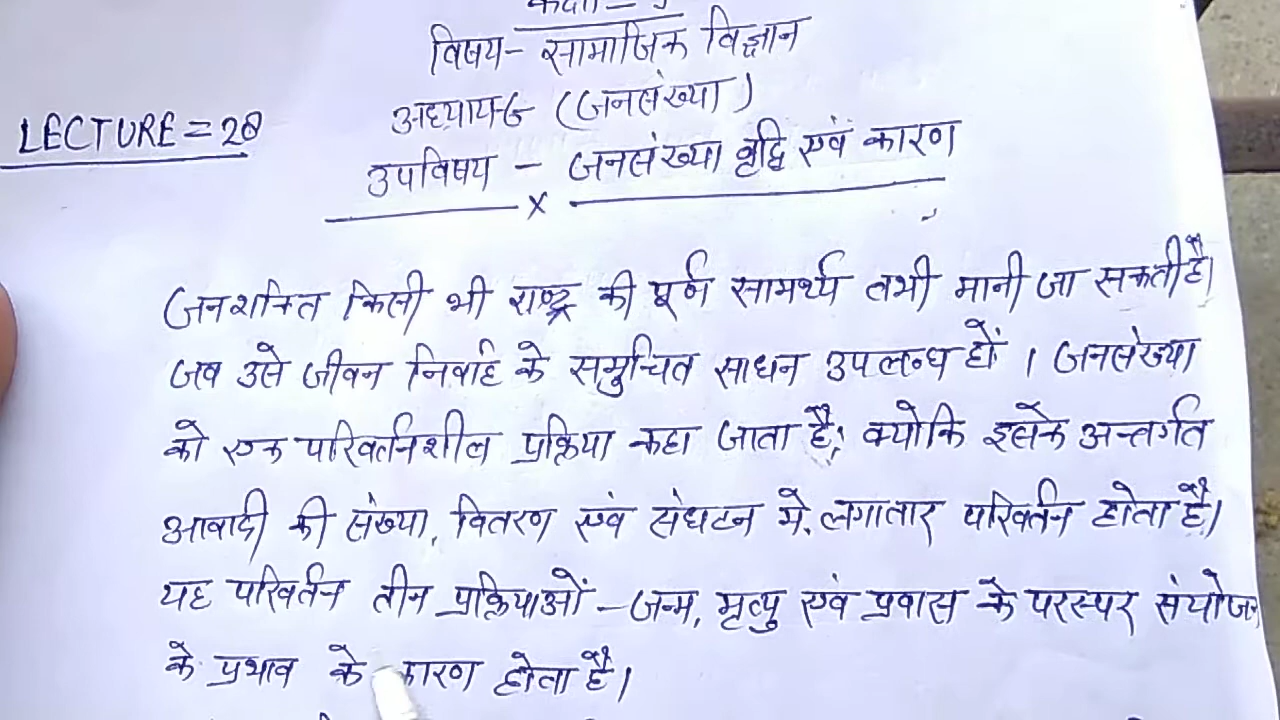 कक्षा - 9
विषय - सामाजिक विज्ञान
अध्याय-6 (जनसंख्या)
LECTURE = 28
उपविषय - जनसंख्या वृद्धि एवं कारण
x
जनशक्ति किसी भी राष्ट्र की पूर्ण सामर्थ्य तभी मानी जा सकती है।
जब उसे जीवन निर्वाह के समुचित साधन उपलब्ध हों । जनसंख्या
को एक परिवर्तनशील प्रक्रिया कहा जाता है; क्योकि इसके अन्तर्गत
आबादी की संख्या, वितरण एवं संघटन में लगातार परिवर्तन होता है।
यह परिवर्तन तीन प्रक्रियाओं - जन्म, मृत्यु एवं प्रवास के परस्पर संयोजन
के प्रभाव के कारण होता है।